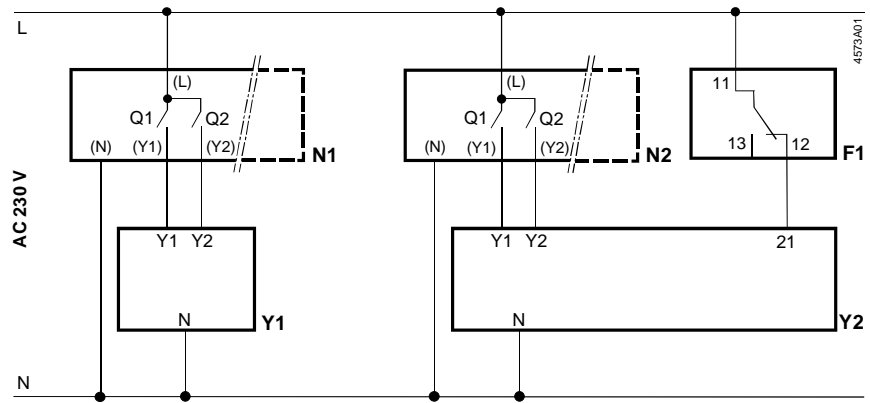 L
4573A01
(L)
(L)
11
Q1 Q2
Q1 Q2
(N) (Y1) (Y2)
N1
(N) (Y1) (Y2)
N2
13 12
F1
AC 230 V
Y1 Y2
Y1 Y2
21
N
Y1
N
Y2
N